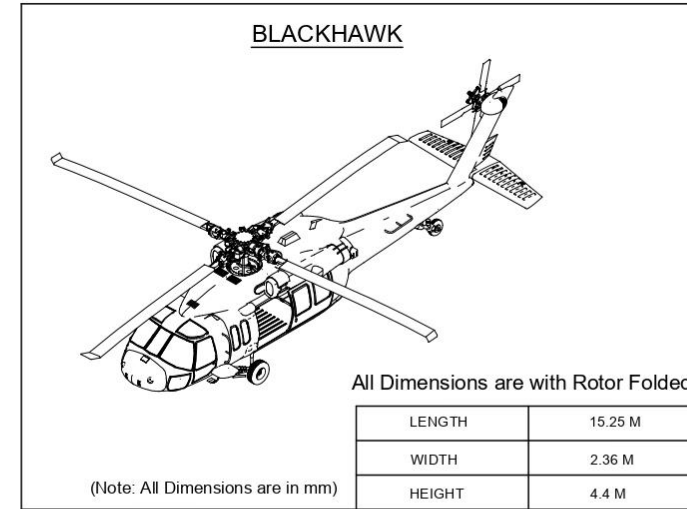 BLACKHAWK
All Dimensions are with Rotor Folded
LENGTH 15.25 M
WIDTH 2.36 M
HEIGHT 4.4 M
(Note: All Dimensions are in mm)